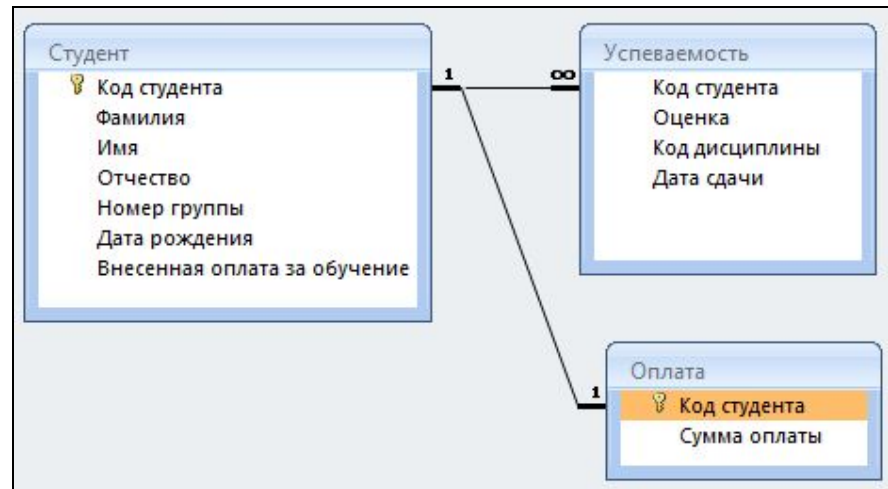 Студент
Код студента
Фамилия
Имя
Отчество
Номер группы
Дата рождения
Внесенная оплата за обучение
1
∞
Успеваемость
Код студента
Оценка
Код дисциплины
Дата сдачи
1
Оплата
Код студента
Сумма оплаты